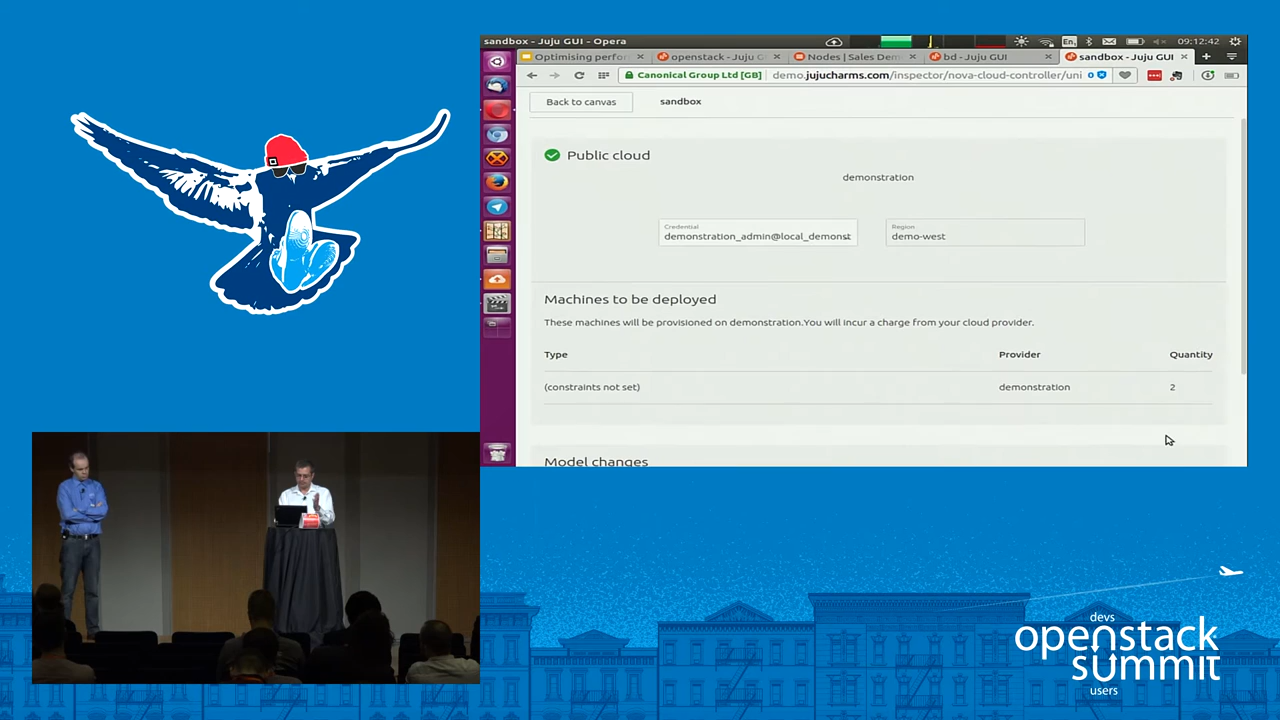 sandbox - Juju GUI - Opera
En
09:12:42
Optimising perfor
openstack - Juju G
Nodes | Sales Dem
bd - Juju GUI
sandbox - Juju GUI
Canonical Group Ltd [GB]
demo.jujucharms.com/inspector/nova-cloud-controller/uni
0
Back to canvas
sandbox
Public cloud
demonstration
Credential
demonstration_admin@local_demonst
Region
demo-west
Machines to be deployed
These machines will be provisioned on demonstration.You will incur a charge from your cloud provider.
Type Provider Quantity
(constraints not set) demonstration 2
Model changes
devs
openstack
summit
users